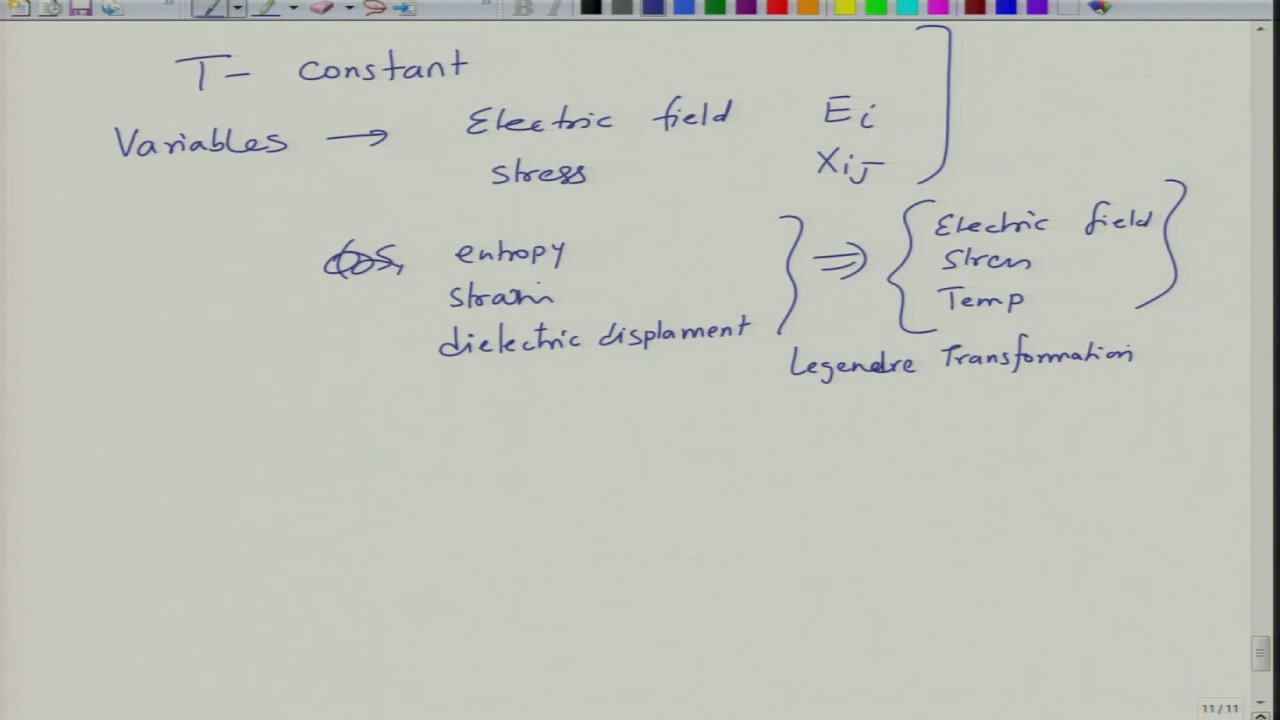 T- constant
Variables → Electric field Ei
stress Xij
entropy
strain
dielectric displament
⇒
Electric field
Stress
Temp
Legendre Transformation
11/11